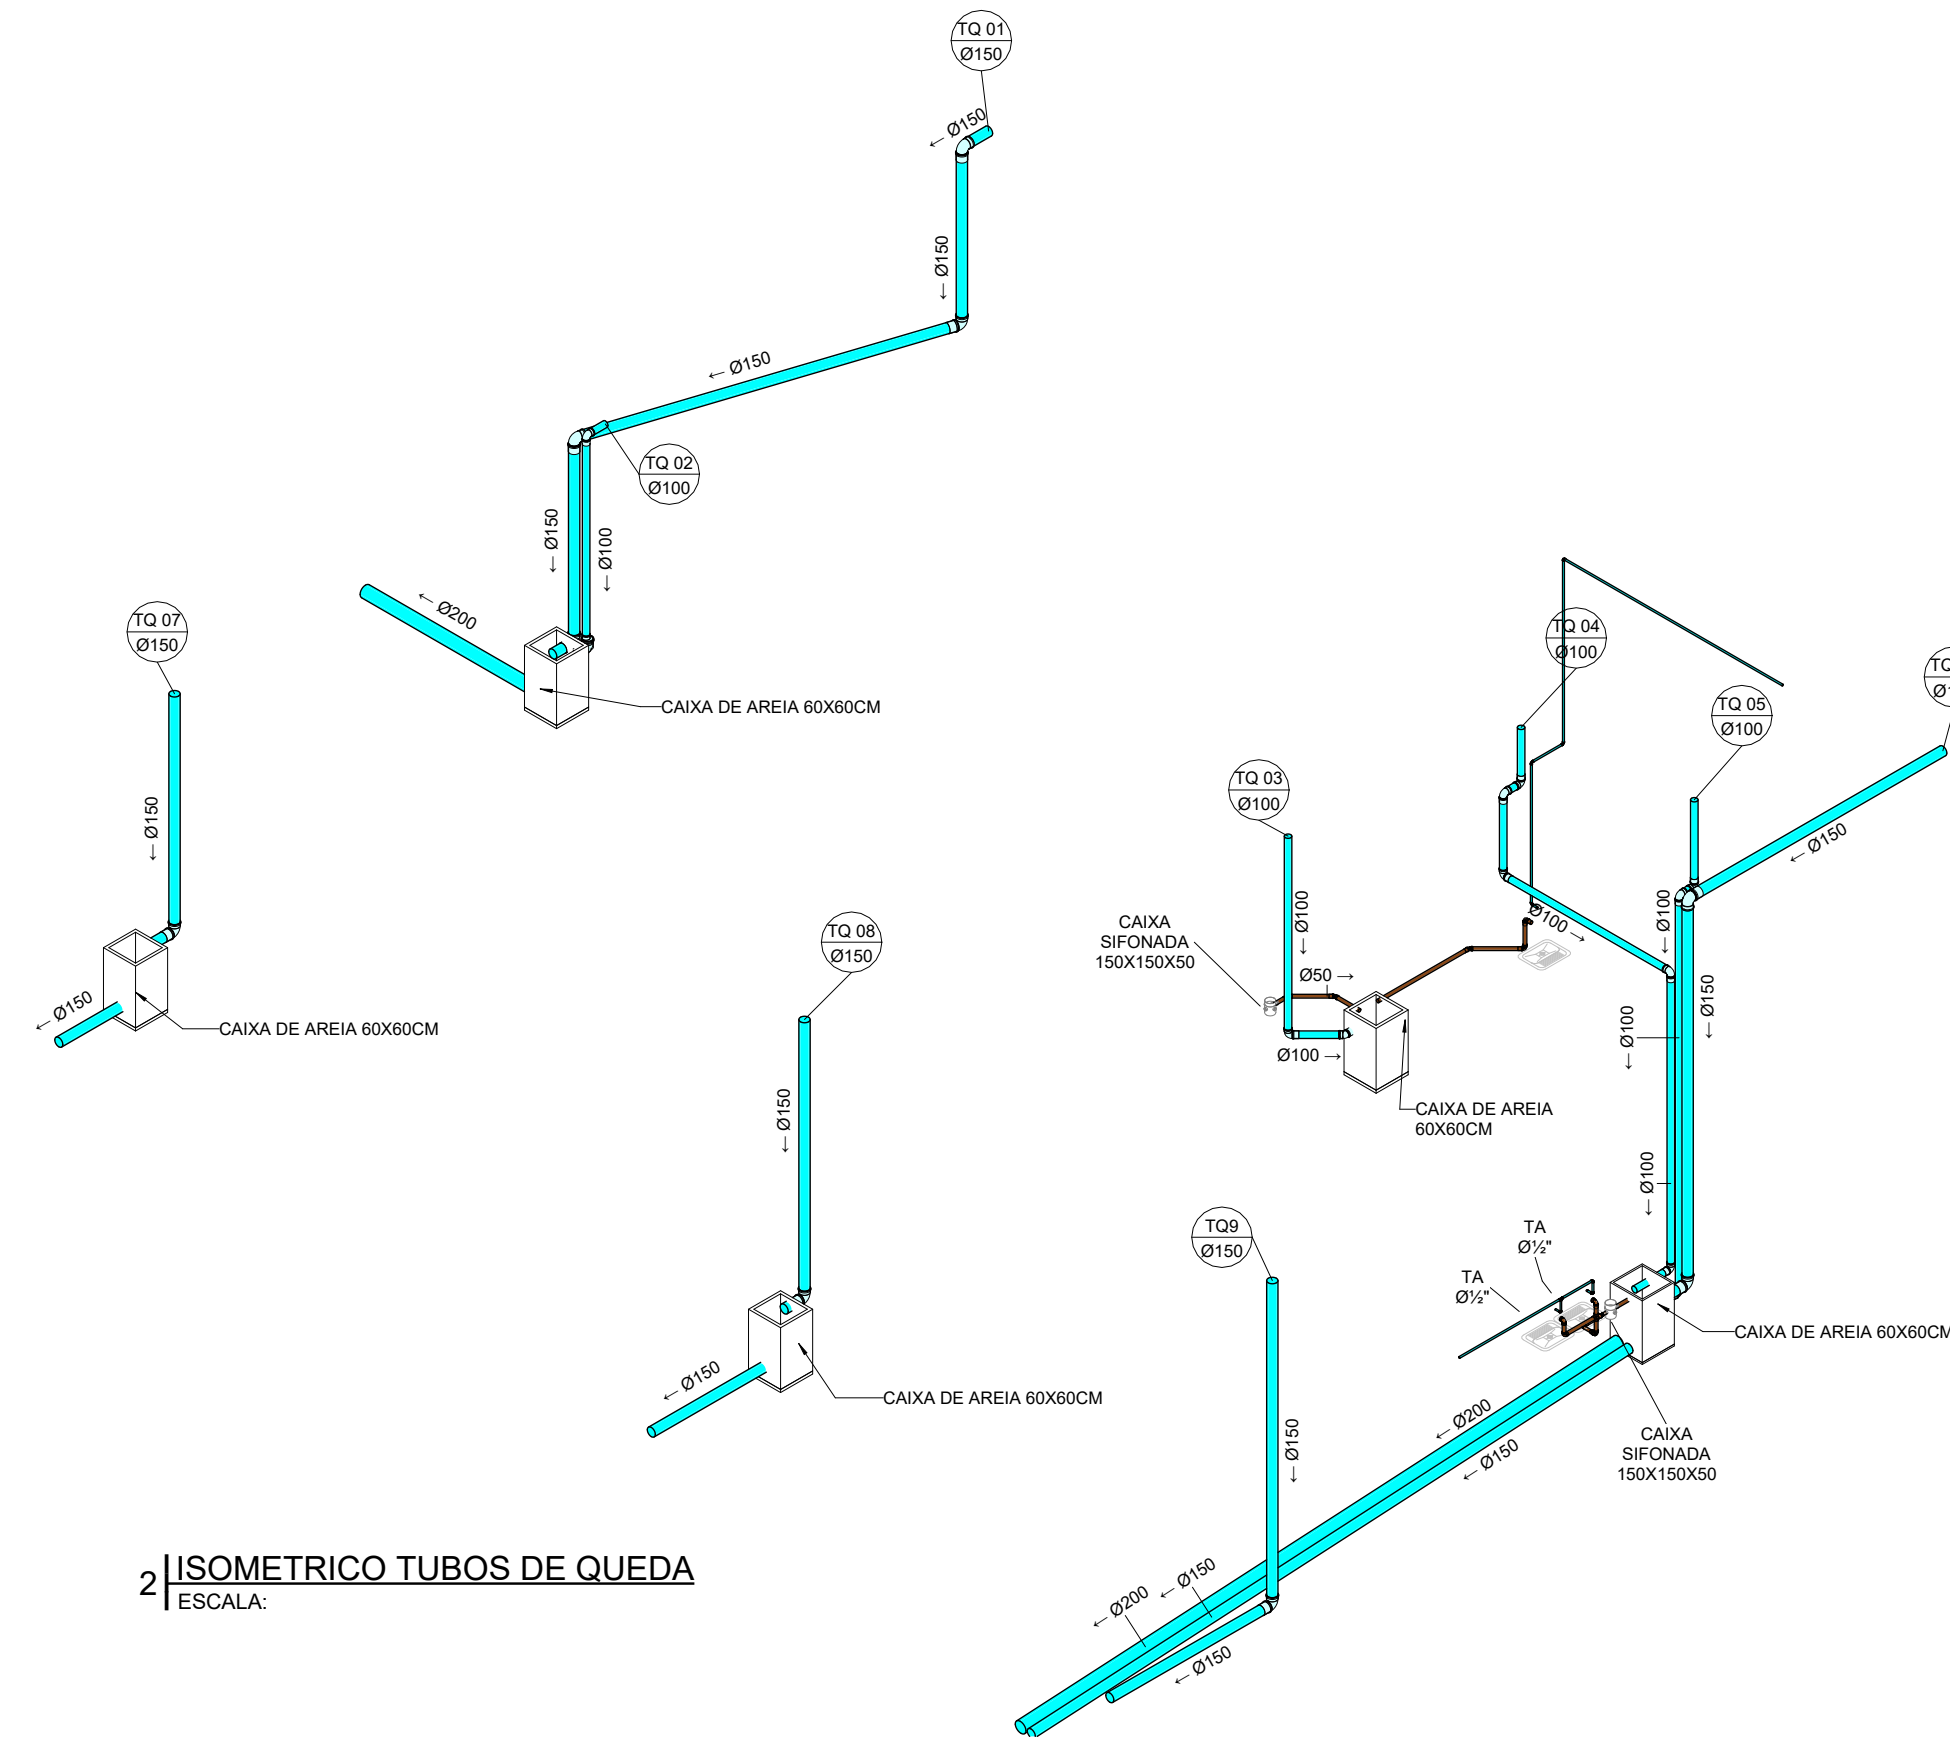 TQ 01
Ø150
← Ø150
← Ø150
← Ø150
TQ 02
Ø100
← Ø150
← Ø100
← Ø200
CAIXA DE AREIA 60X60CM
TQ 07
Ø150
← Ø150
← Ø150
CAIXA DE AREIA 60X60CM
TQ 08
Ø150
← Ø150
← Ø150
CAIXA DE AREIA 60X60CM
TQ 04
Ø100
TQ 05
Ø100
TQ
← Ø150
TQ 03
Ø100
← Ø100
Ø100 →
← Ø100
CAIXA
SIFONADA
150X150X50
Ø50 →
Ø100 →
CAIXA DE AREIA
60X60CM
← Ø150
← Ø100
← Ø100
TQ9
Ø150
TA
Ø½"
TA
Ø½"
CAIXA DE AREIA 60X60CM
← Ø200
← Ø150
CAIXA
SIFONADA
150X150X50
← Ø150
← Ø150
← Ø200
← Ø150
2
ISOMETRICO TUBOS DE QUEDA
ESCALA: